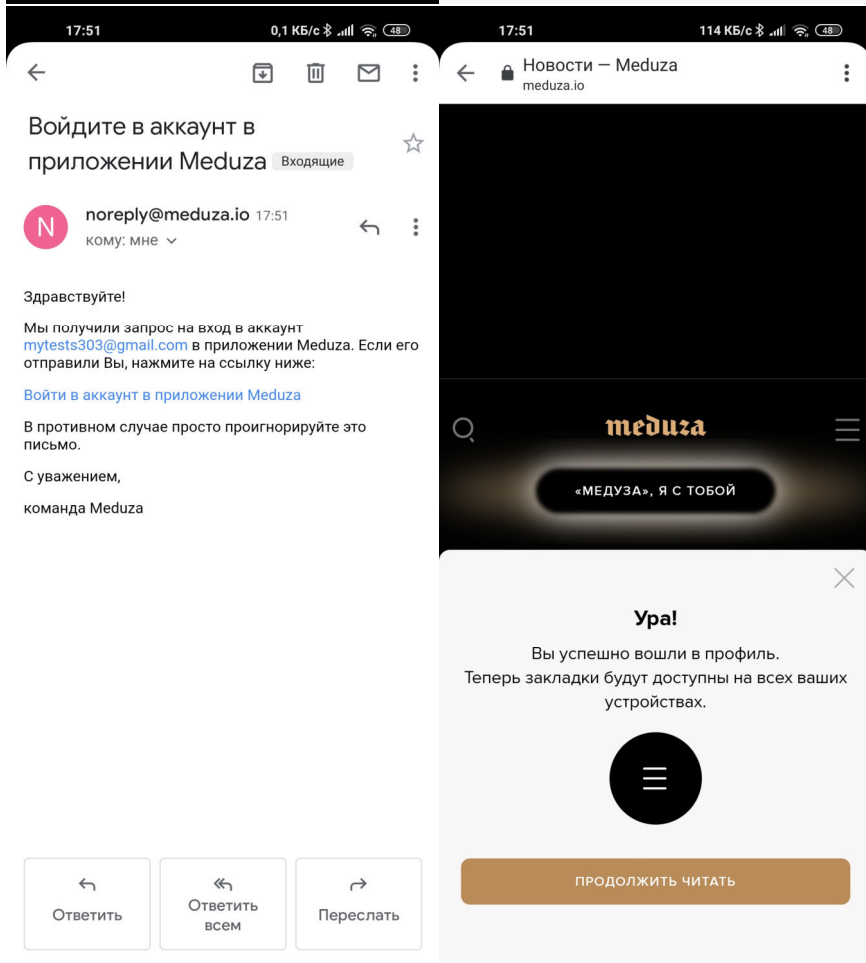 17:51
0,1 КБ/с 48
Войдите в аккаунт в
приложении Meduza Входящие
N
noreply@meduza.io 17:51
кому: мне
Здравствуйте!
Мы получили запрос на вход в аккаунт
mytests303@gmail.com в приложении Meduza. Если его
отправили Вы, нажмите на ссылку ниже:
Войти в аккаунт в приложении Meduza
В противном случае просто проигнорируйте это
письмо.
С уважением,
команда Meduza
Ответить
Ответить
всем
Переслать
17:51
114 КБ/с 48
Новости — Meduza
meduza.io
meduza
«МЕДУЗА», Я С ТОБОЙ
Ура!
Вы успешно вошли в профиль.
Теперь закладки будут доступны на всех ваших
устройствах.
ПРОДОЛЖИТЬ ЧИТАТЬ